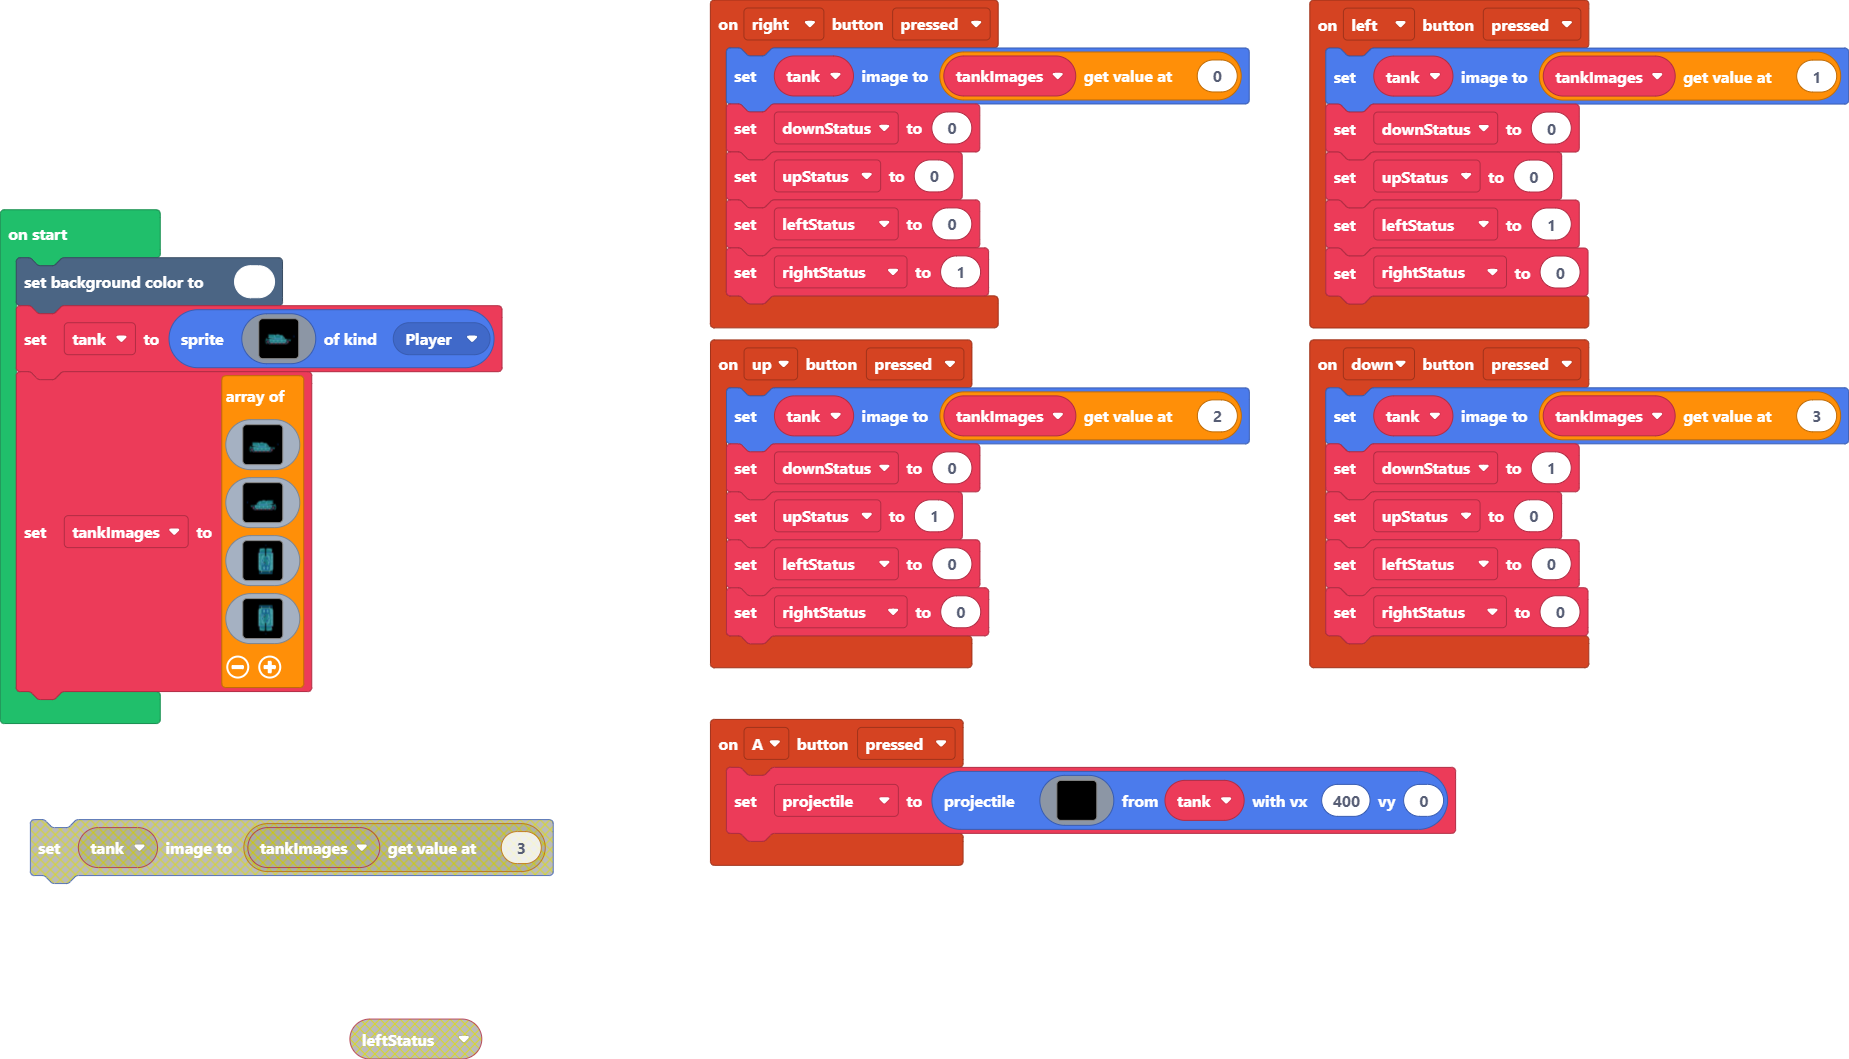 on start
set background color to
set tank to sprite of kind Player
set tankImages to
array of
on right button pressed
set tank image to tankImages get value at 0
set downStatus to 0
set upStatus to 0
set leftStatus to 0
set rightStatus to 1
on left button pressed
set tank image to tankImages get value at 1
set downStatus to 0
set upStatus to 0
set leftStatus to 1
set rightStatus to 0
on up button pressed
set tank image to tankImages get value at 2
set downStatus to 0
set upStatus to 1
set leftStatus to 0
set rightStatus to 0
on down button pressed
set tank image to tankImages get value at 3
set downStatus to 1
set upStatus to 0
set leftStatus to 0
set rightStatus to 0
on A button pressed
set projectile to projectile from tank with vx 400 vy 0
set tank image to tankImages get value at 3
leftStatus